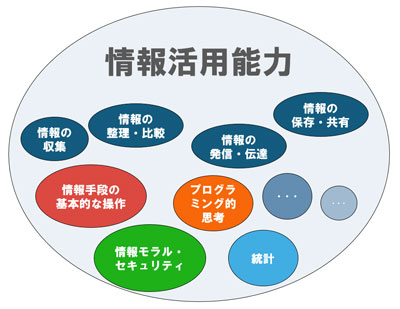 情報活用能力
情報の
収集
情報の
整理・比較
情報の
発信・伝達
情報の
保存・共有
情報手段の
基本的な操作
プログラ
ミング的
思考
・・・
・・・
情報モラル・
セキュリティ
統計